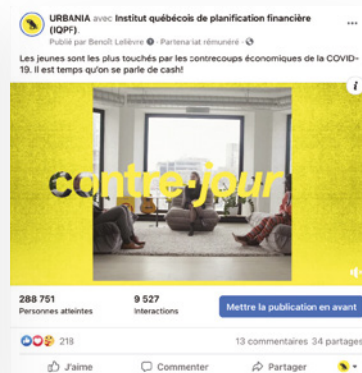 URBANIA avec Institut québécois de planification financière
(IQPF).
Publié par Benoît Lelièvre · Partenariat rémunéré ·
Les jeunes sont les plus touchés par les contrecoups économiques de la COVID-
19. Il est temps qu'on se parle de cash!
contre-jour
288 751
Personnes atteintes
9 527
Interactions
Mettre la publication en avant
218
13 commentaires 34 partages
J'aime
Commenter
Partager